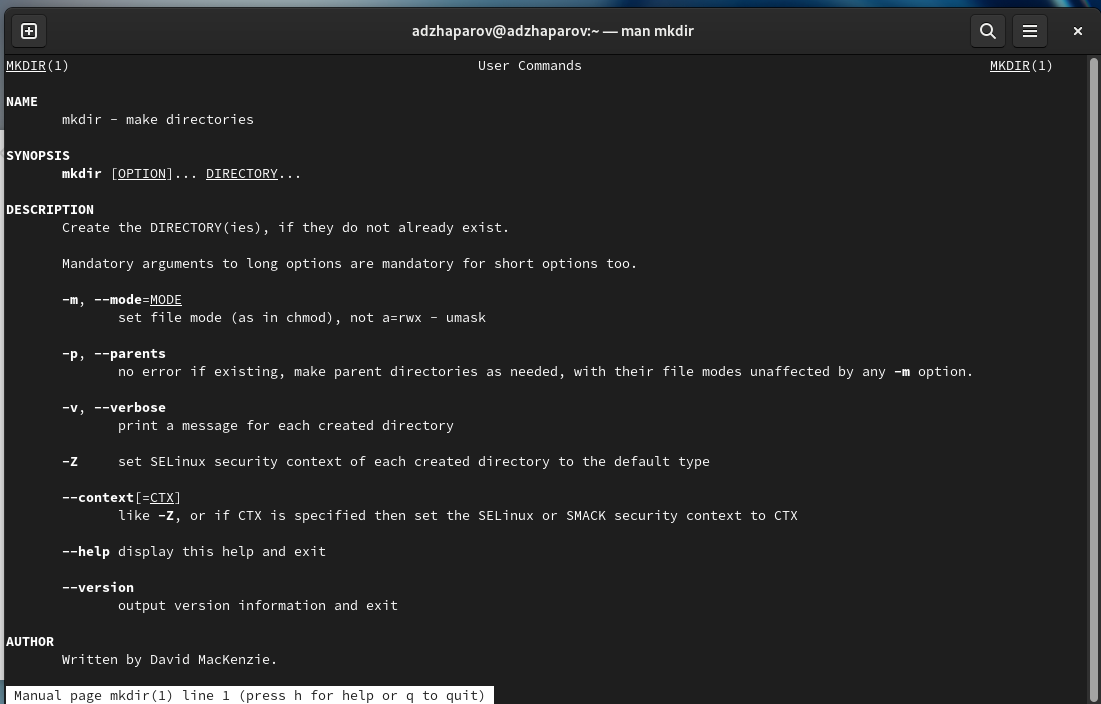 adzhaparov@adzhaparov:~ — man mkdir
MKDIR(1) User Commands MKDIR(1)
NAME
mkdir - make directories
SYNOPSIS
mkdir [OPTION]... DIRECTORY...
DESCRIPTION
Create the DIRECTORY(ies), if they do not already exist.
Mandatory arguments to long options are mandatory for short options too.
-m, --mode=MODE
set file mode (as in chmod), not a=rwx - umask
-p, --parents
no error if existing, make parent directories as needed, with their file modes unaffected by any -m option.
-v, --verbose
print a message for each created directory
-Z set SELinux security context of each created directory to the default type
--context[=CTX]
like -Z, or if CTX is specified then set the SELinux or SMACK security context to CTX
--help display this help and exit
--version
output version information and exit
AUTHOR
Written by David MacKenzie.
Manual page mkdir(1) line 1 (press h for help or q to quit)